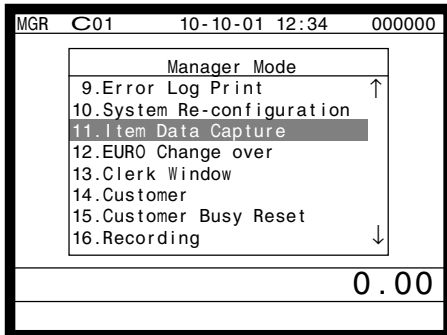 MGR C01 10-10-01 12:34 000000
Manager Mode
9.Error Log Print ↑
10.System Re-configuration
11.Item Data Capture
12.EURO Change over
13.Clerk Window
14.Customer
15.Customer Busy Reset
16.Recording ↓
0.00